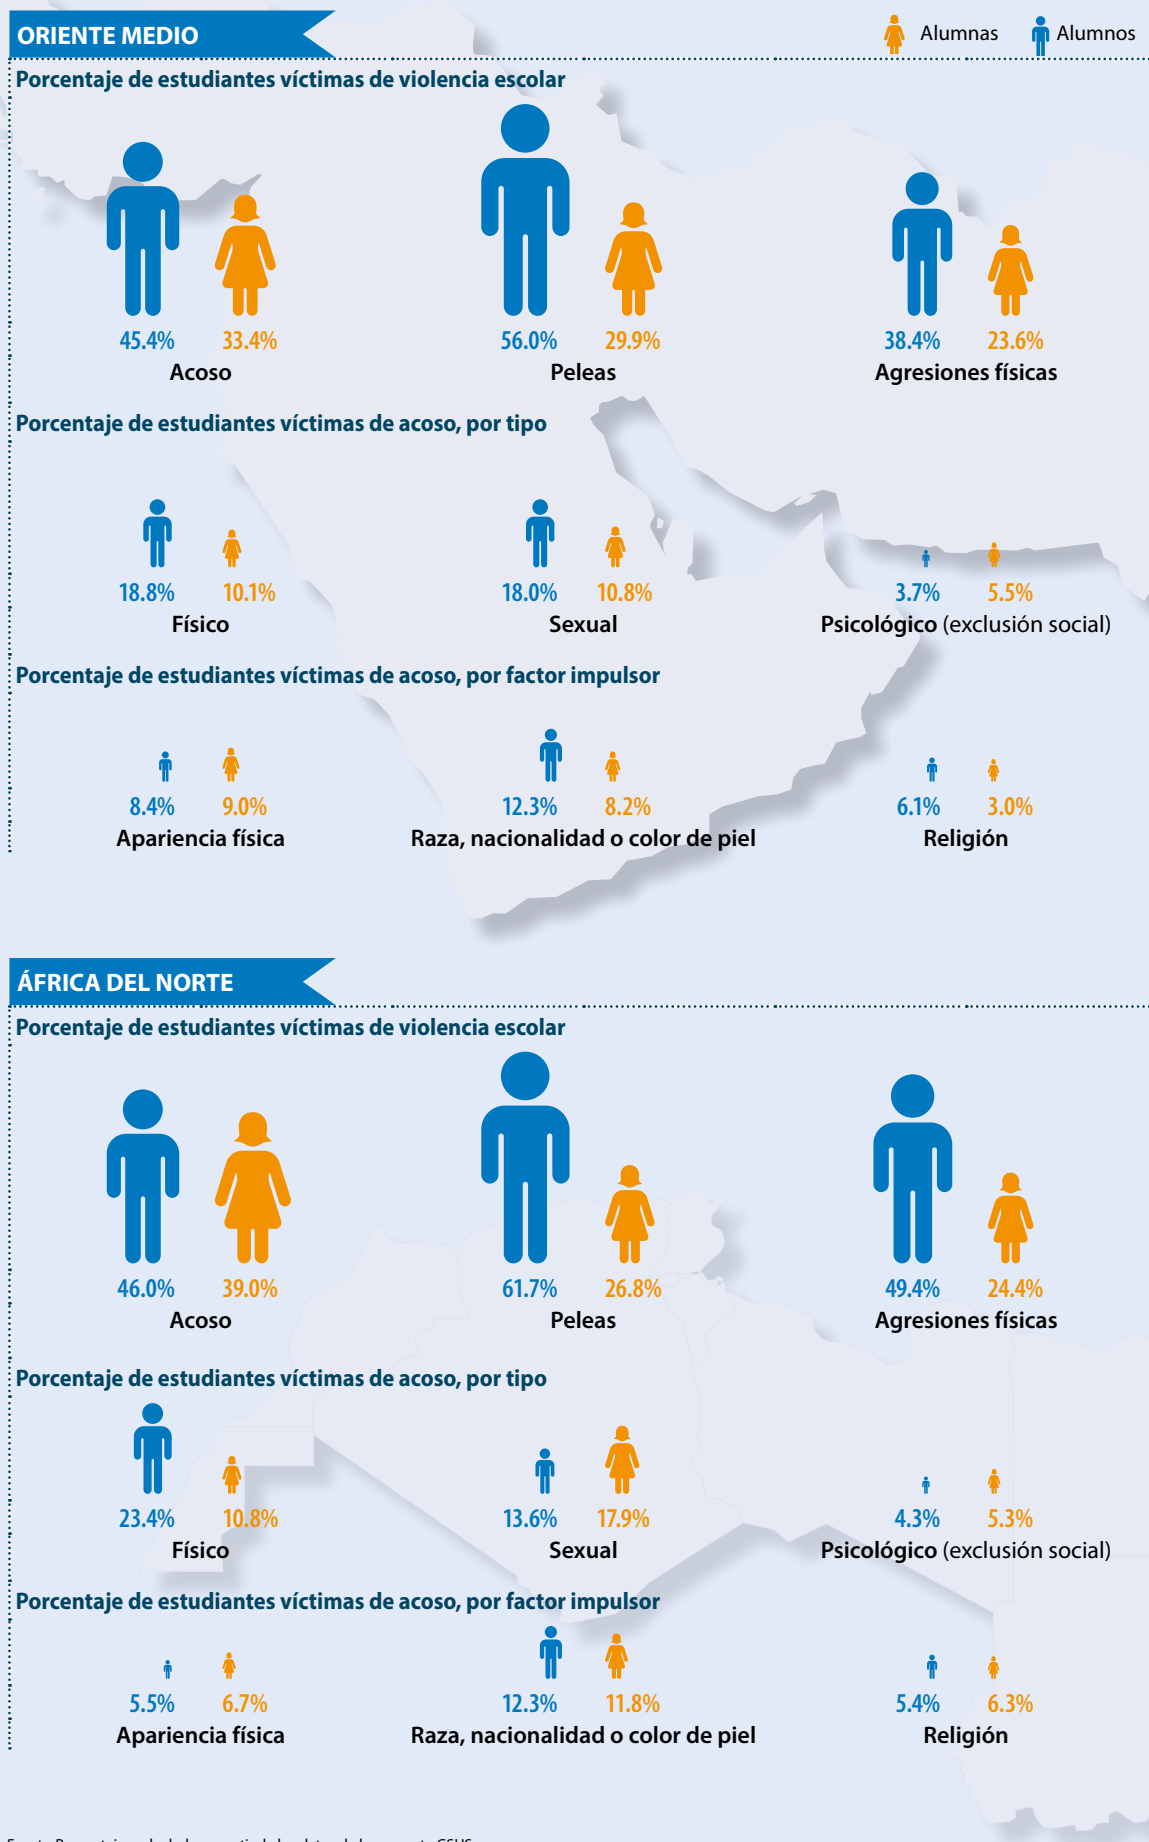 ORIENTE MEDIO
Alumnas Alumnos
Porcentaje de estudiantes víctimas de violencia escolar
45.4% 33.4% 56.0% 29.9% 38.4% 23.6%
Acoso Peleas Agresiones físicas
Porcentaje de estudiantes víctimas de acoso, por tipo
18.8% 10.1% 18.0% 10.8% 3.7% 5.5%
Físico Sexual Psicológico (exclusión social)
Porcentaje de estudiantes víctimas de acoso, por factor impulsor
8.4% 9.0% 12.3% 8.2% 6.1% 3.0%
Apariencia física Raza, nacionalidad o color de piel Religión
ÁFRICA DEL NORTE
Porcentaje de estudiantes víctimas de violencia escolar
46.0% 39.0% 61.7% 26.8% 49.4% 24.4%
Acoso Peleas Agresiones físicas
Porcentaje de estudiantes víctimas de acoso, por tipo
23.4% 10.8% 13.6% 17.9% 4.3% 5.3%
Físico Sexual Psicológico (exclusión social)
Porcentaje de estudiantes víctimas de acoso, por factor impulsor
5.5% 6.7% 12.3% 11.8% 5.4% 6.3%
Apariencia física Raza, nacionalidad o color de piel Religión